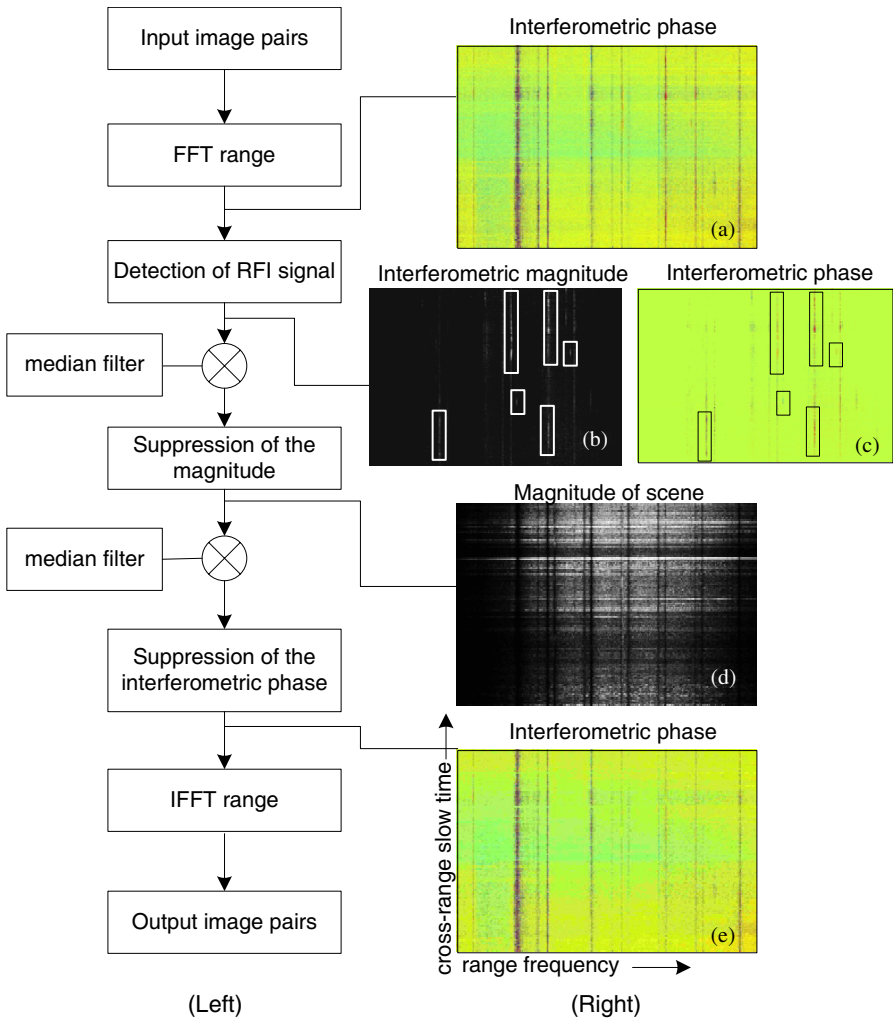 Input image pairs
FFT range
Detection of RFI signal
median filter
Suppression of the
magnitude
median filter
Suppression of the
interferometric phase
IFFT range
Output image pairs
(Left)
Interferometric phase
(a)
Interferometric magnitude
(b)
Interferometric phase
(c)
Magnitude of scene
(d)
Interferometric phase
(e)
cross-range slow time
range frequency
(Right)